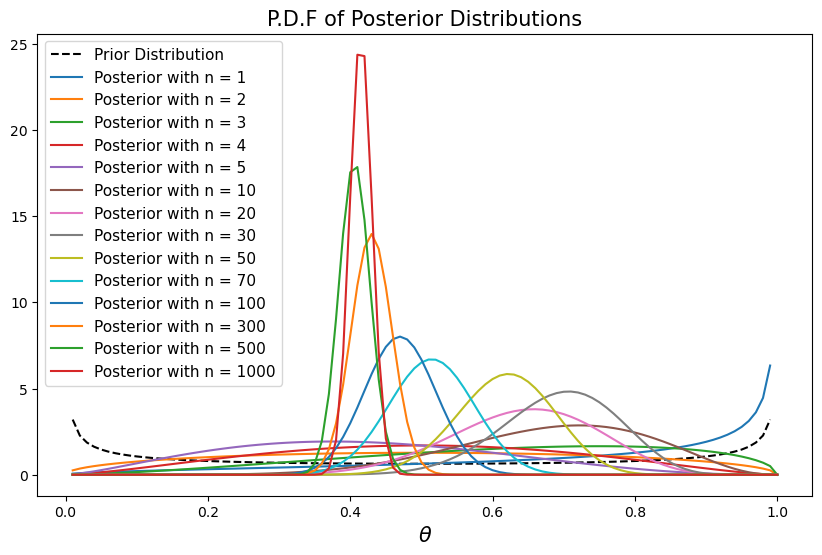 P.D.F of Posterior Distributions
25
20
15
10
5
0
Prior Distribution
Posterior with n = 1
Posterior with n = 2
Posterior with n = 3
Posterior with n = 4
Posterior with n = 5
Posterior with n = 10
Posterior with n = 20
Posterior with n = 30
Posterior with n = 50
Posterior with n = 70
Posterior with n = 100
Posterior with n = 300
Posterior with n = 500
Posterior with n = 1000
0.0 0.2 0.4 0.6 0.8 1.0
θ